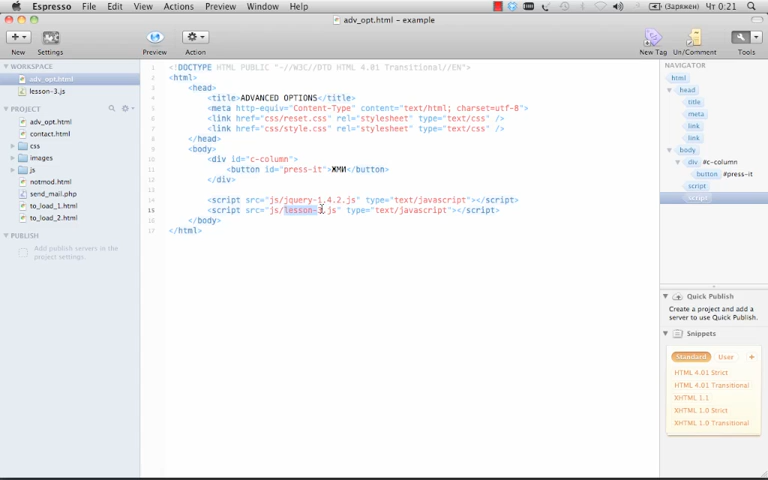 Espresso File Edit View Actions Preview Window Help (Заряжен) Чт 0:21
adv_opt.html – example
New Settings Preview Action New Tag Un/Comment Tools
WORKSPACE
adv_opt.html
lesson-3.js
PROJECT
adv_opt.html
contact.html
css
images
js
notmod.html
send_mail.php
to_load_1.html
to_load_2.html
PUBLISH
Add publish servers in the
project settings.
1 <!DOCTYPE HTML PUBLIC "-//W3C//DTD HTML 4.01 Transitional//EN">
2 <html>
3 <head>
4 <title>ADVANCED OPTIONS</title>
5 <meta http-equiv="Content-Type" content="text/html; charset=utf-8">
6 <link href="css/reset.css" rel="stylesheet" type="text/css" />
7 <link href="css/style.css" rel="stylesheet" type="text/css" />
8 </head>
9 <body>
10 <div id="c-column">
11 <button id="press-it">ЖМИ</button>
12 </div>
13
14 <script src="js/jquery-1.4.2.js" type="text/javascript"></script>
15 <script src="js/lesson-3.js" type="text/javascript"></script>
16 </body>
17 </html>
NAVIGATOR
html
head
title
meta
link
link
body
div #c-column
button #press-it
script
script
Quick Publish
Create a project and add a
server to use Quick Publish.
Snippets
Standard User +
HTML 4.01 Strict
HTML 4.01 Transitional
XHTML 1.1
XHTML 1.0 Strict
XHTML 1.0 Transitional